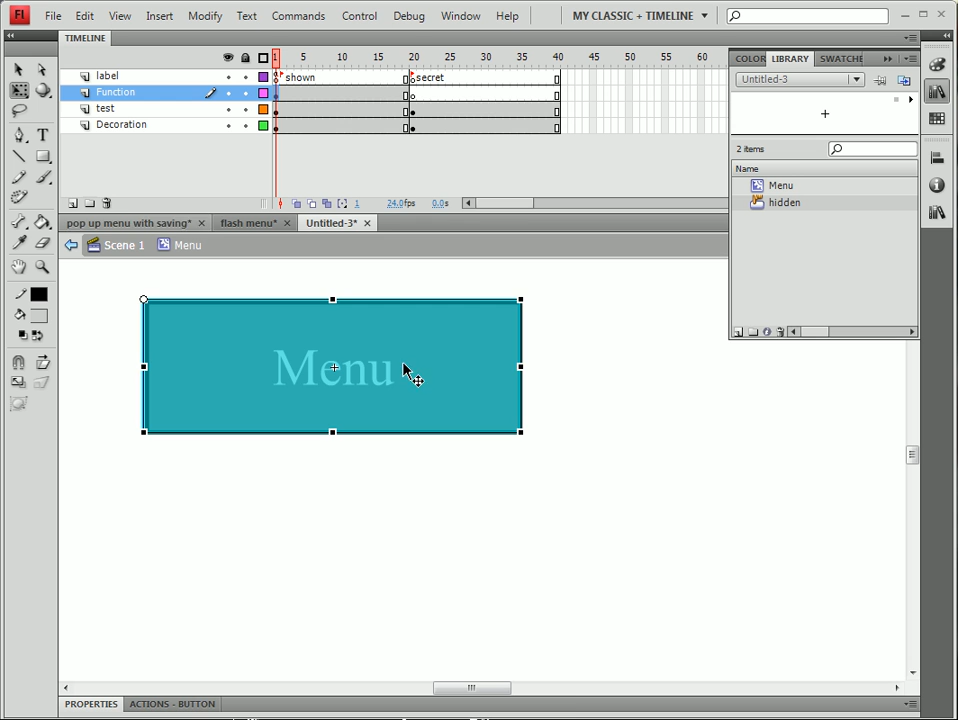 Fl File Edit View Insert Modify Text Commands Control Debug Window Help MY CLASSIC + TIMELINE
TIMELINE
1 5 10 15 20 25 30 35 40 45 50 55 60
label shown secret
Function
test
Decoration
1 24.0fps 0.0s
pop up menu with saving* flash menu* Untitled-3*
Scene 1 Menu
COLOR LIBRARY SWATCHE
Untitled-3
2 items
Name
Menu
hidden
Menu
PROPERTIES ACTIONS - BUTTON